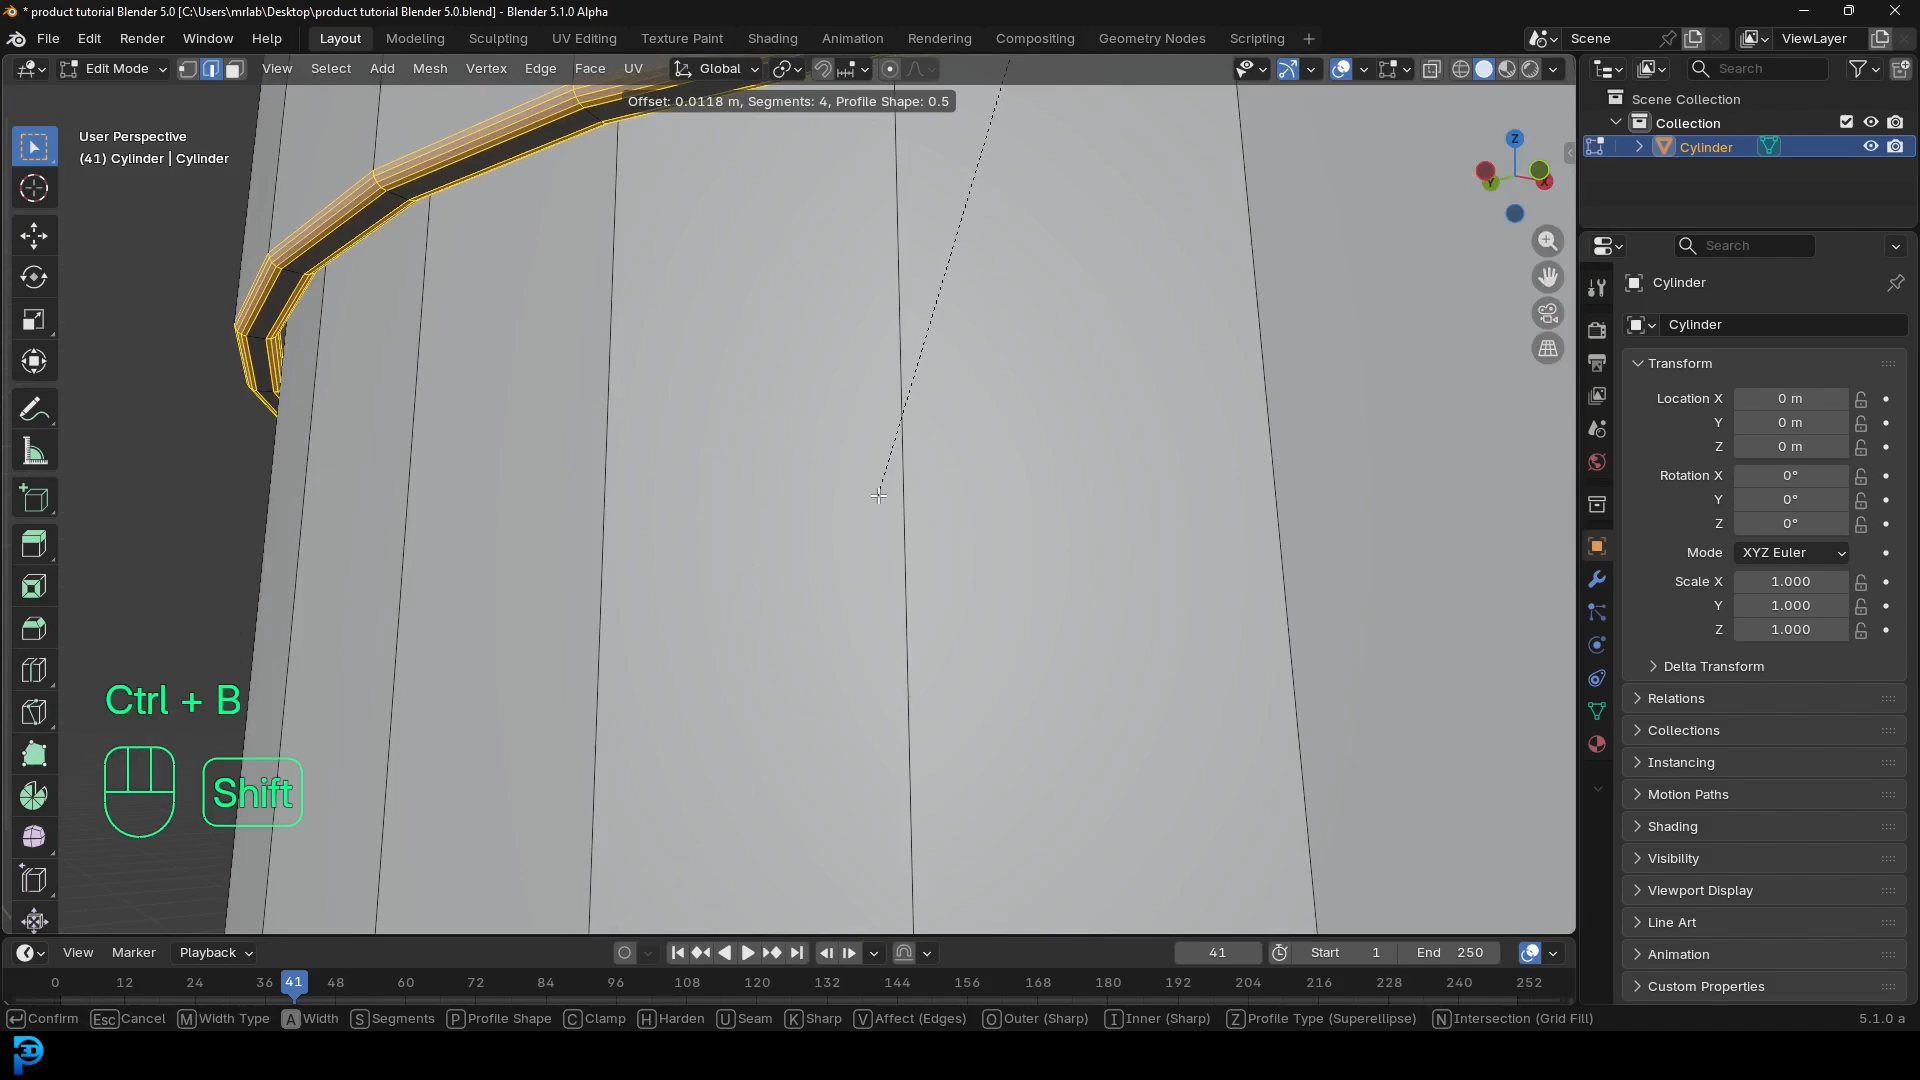 * product tutorial Blender 5.0 [C:\Users\mrlab\Desktop\product tutorial Blender 5.0.blend] - Blender 5.1.0 Alpha
File Edit Render Window Help
Layout Modeling Sculpting UV Editing Texture Paint Shading Animation Rendering Compositing Geometry Nodes Scripting +
Scene
ViewLayer
Edit Mode
View Select Add Mesh Vertex Edge Face UV
Global
Search
Offset: 0.0118 m, Segments: 4, Profile Shape: 0.5
Scene Collection
Collection
Cylinder
User Perspective
(41) Cylinder | Cylinder
Z
Y
X
Search
Cylinder
Cylinder
Transform
Location X 0 m
Y 0 m
Z 0 m
Rotation X 0°
Y 0°
Z 0°
Mode XYZ Euler
Scale X 1.000
Y 1.000
Z 1.000
Delta Transform
Relations
Collections
Instancing
Motion Paths
Shading
Visibility
Viewport Display
Line Art
Animation
Custom Properties
Ctrl + B
Shift
View Marker Playback
41
Start 1
End 250
0 12 24 36 41 48 60 72 84 96 108 120 132 144 156 168 180 192 204 216 228 240 252
Confirm Esc Cancel M Width Type A Width S Segments P Profile Shape C Clamp H Harden U Seam K Sharp V Affect (Edges) O Outer (Sharp) I Inner (Sharp) Z Profile Type (Superellipse) N Intersection (Grid Fill)
5.1.0 a
3D